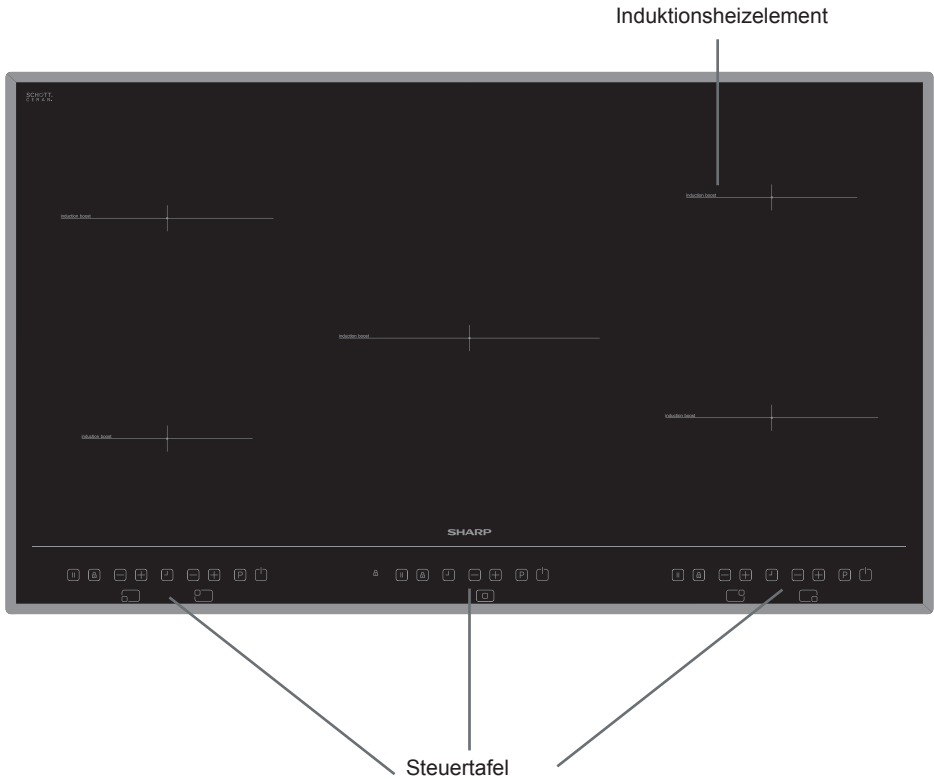 Induktionsheizelement
SCHOTT
CERAN
Induction boost
Induction boost
Induction boost
Induction boost
Induction boost
SHARP
P P P
Steuertafel